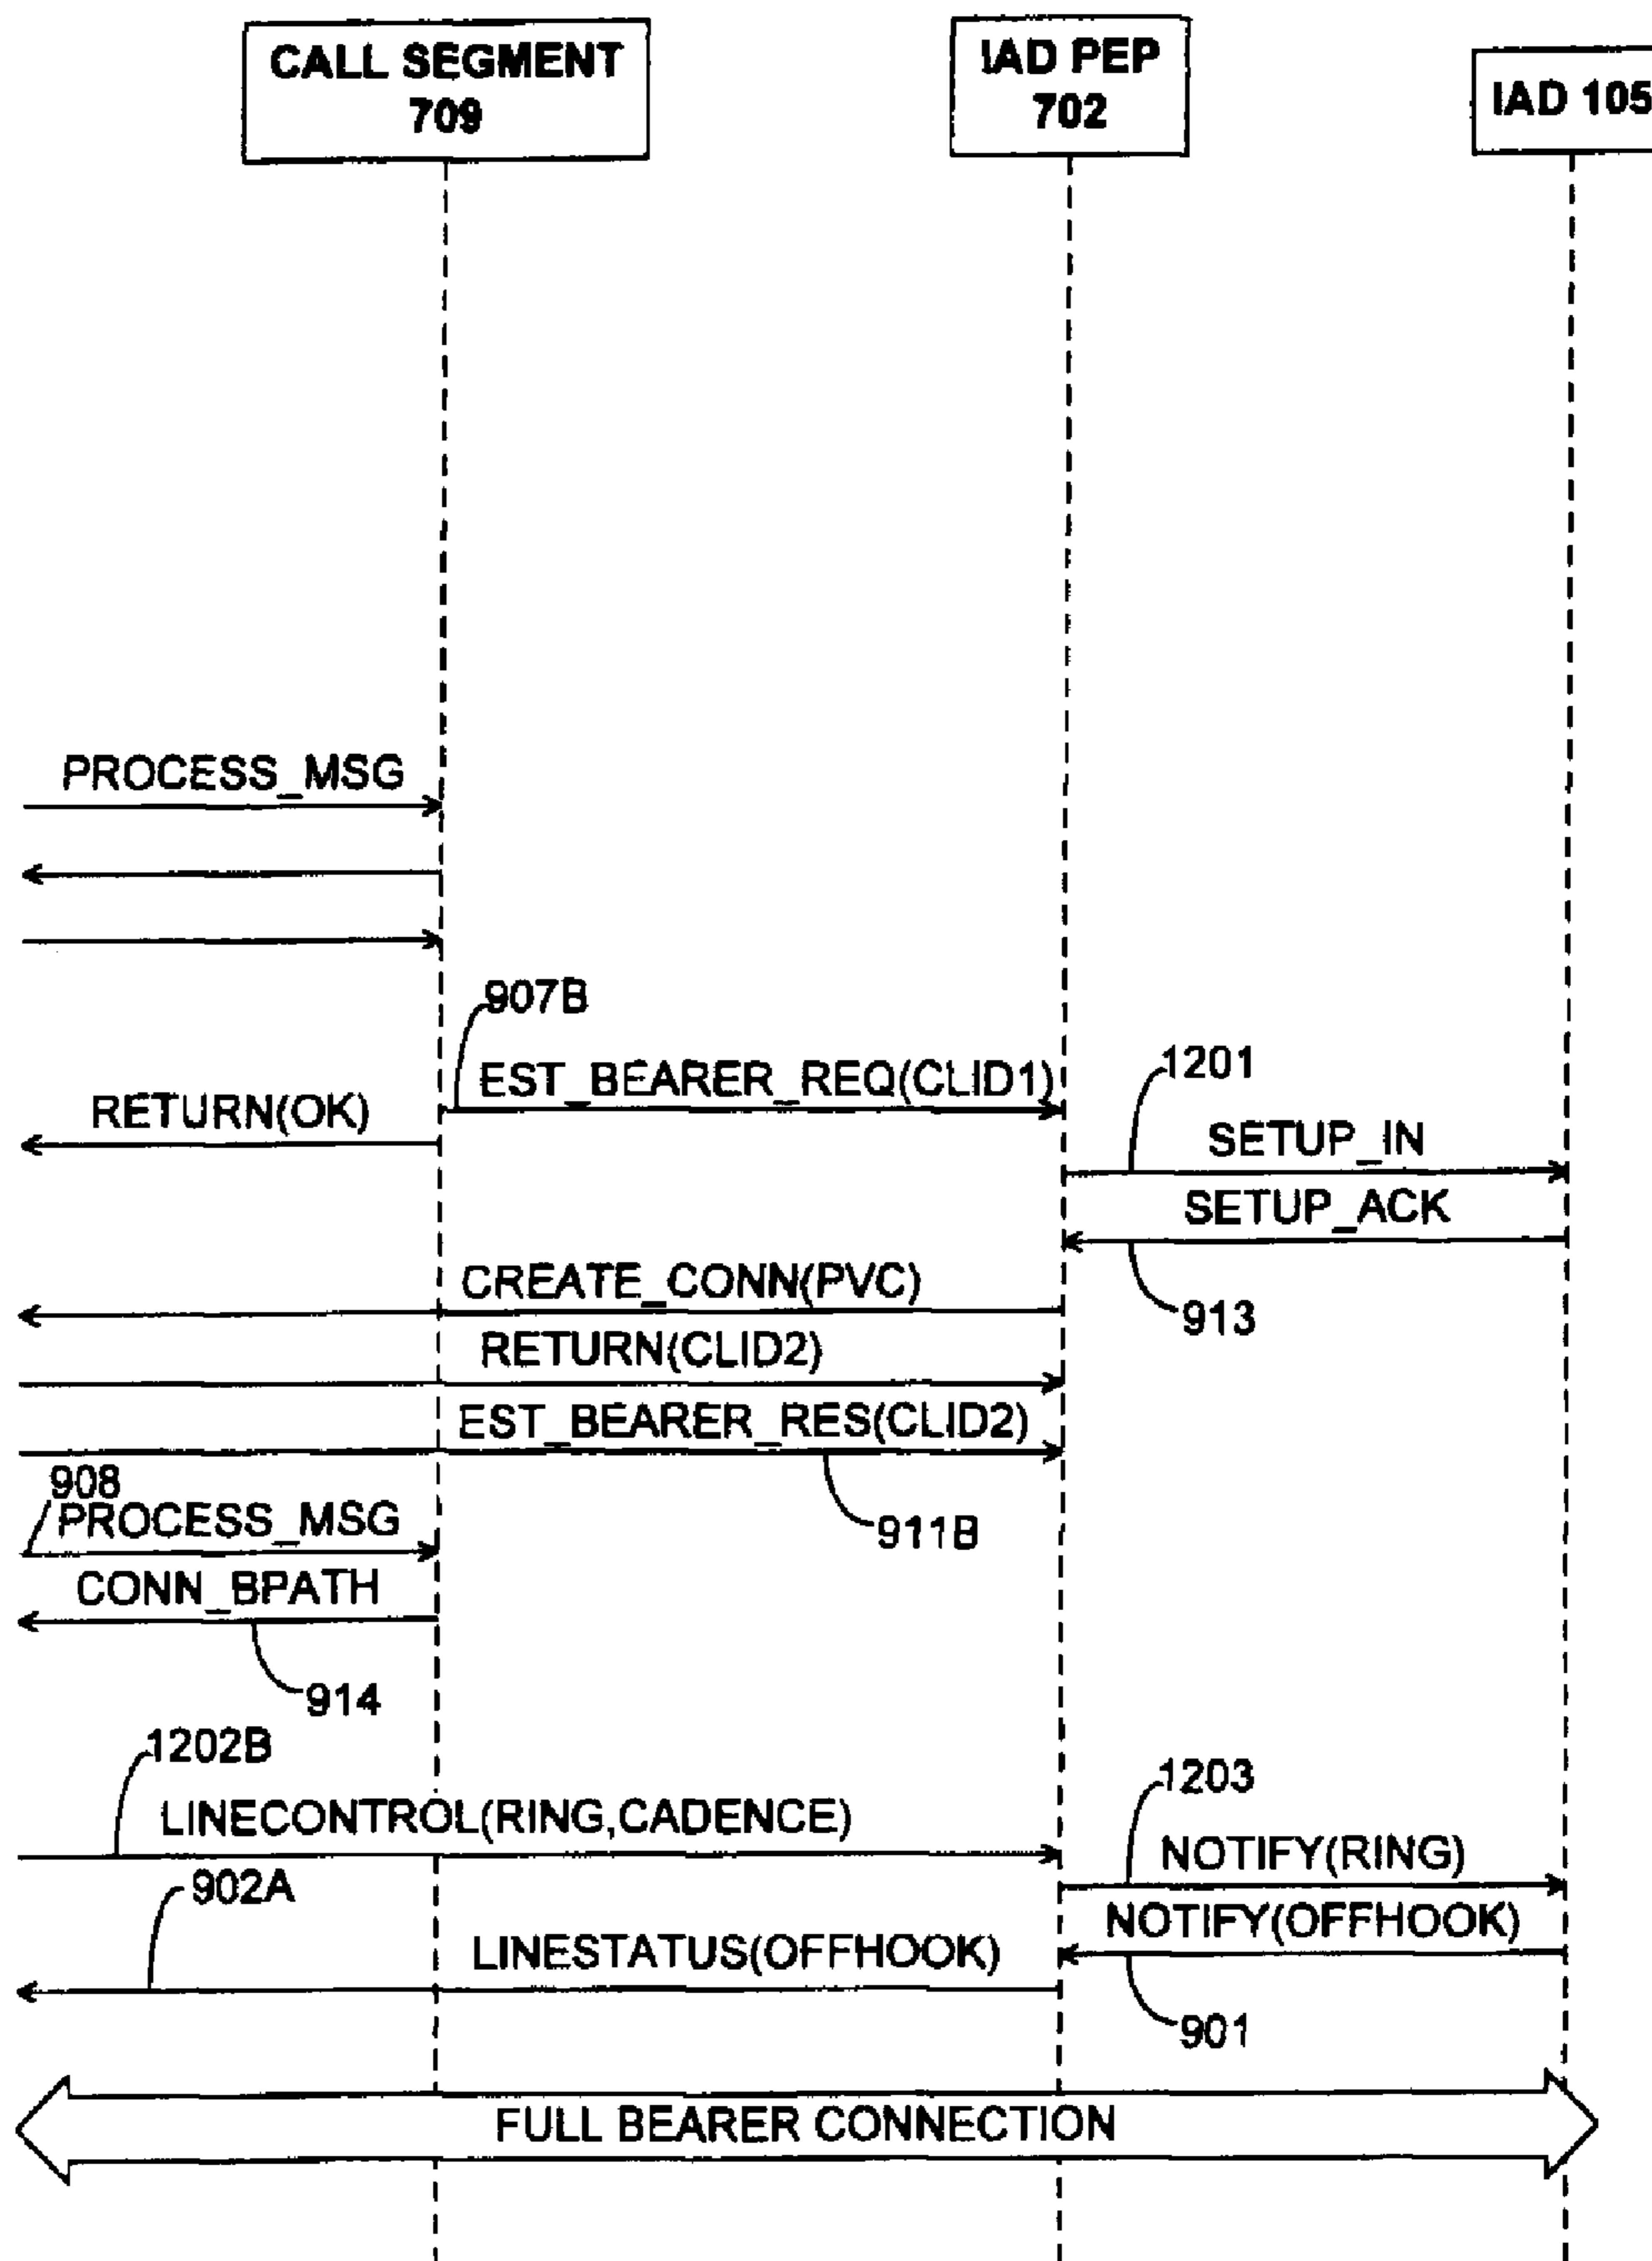 CALL SEGMENT
709
IAD PEP
702
IAD 105
PROCESS_MSG
907B
EST_BEARER_REQ(CLID1)
1201
RETURN(OK)
SETUP_IN
SETUP_ACK
CREATE_CONN(PVC)
913
RETURN(CLID2)
EST_BEARER_RES(CLID2)
908
PROCESS_MSG
911B
CONN_BPATH
914
1202B
1203
LINECONTROL(RING,CADENCE)
NOTIFY(RING)
902A
NOTIFY(OFFHOOK)
LINESTATUS(OFFHOOK)
901
FULL BEARER CONNECTION